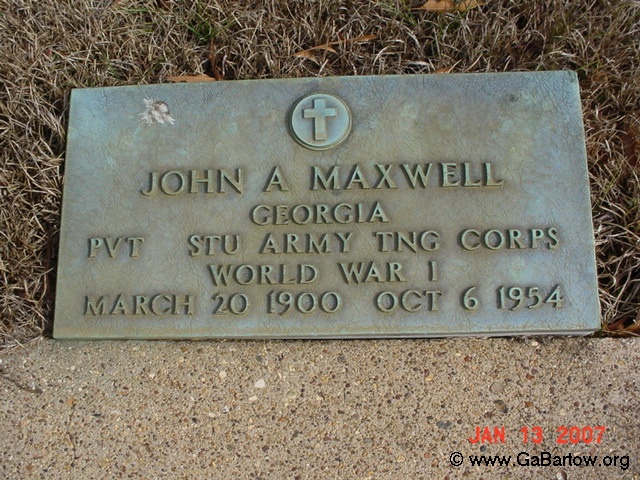 JOHN A MAXWELL
GEORGIA
PVT STU ARMY TNG CORPS
WORLD WAR I
MARCH 20 1900 OCT 6 1954
JAN 13 2007
© www.GaBartow.org